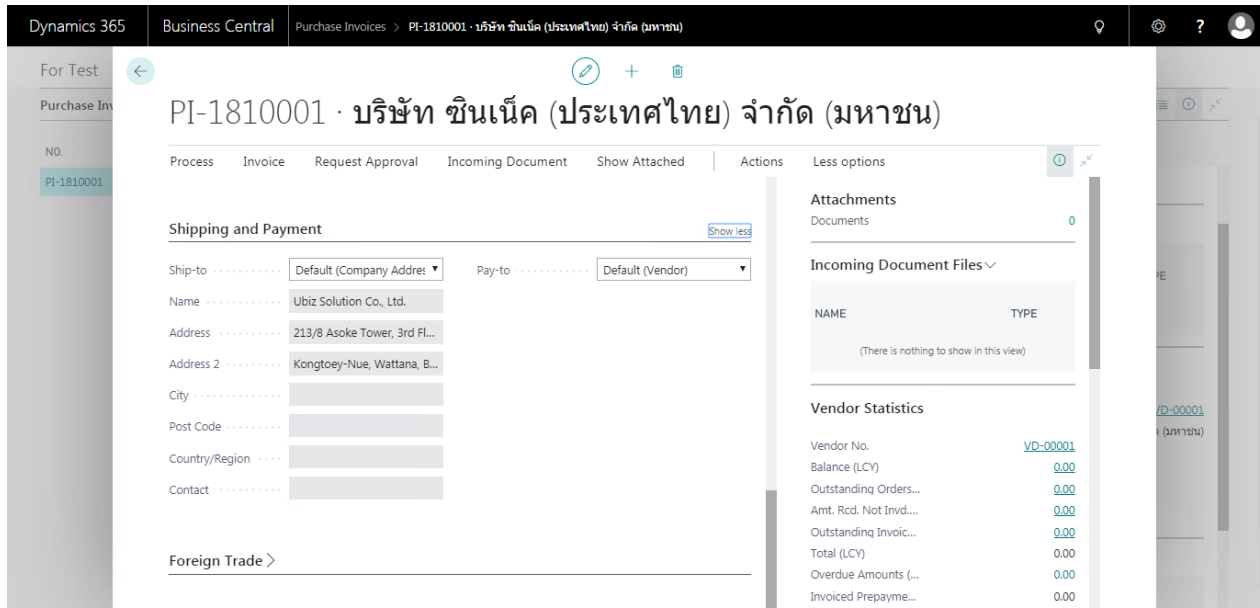 Dynamics 365 Business Central Purchase Invoices > PI-1810001 · บริษัท ซินเน็ค (ประเทศไทย) จำกัด (มหาชน) ?
For Test
Purchase Inv
NO.
PI-1810001
PI-1810001 · บริษัท ซินเน็ค (ประเทศไทย) จำกัด (มหาชน)
Process Invoice Request Approval Incoming Document Show Attached Actions Less options
Shipping and Payment Show less
Ship-to Default (Company Addres Pay-to Default (Vendor)
Name Ubiz Solution Co., Ltd.
Address 213/8 Asoke Tower, 3rd Fl...
Address 2 Kongtoey-Nue, Wattana, B...
City
Post Code
Country/Region
Contact
Foreign Trade >
Attachments
Documents 0
Incoming Document Files
NAME TYPE
(There is nothing to show in this view)
Vendor Statistics
Vendor No. VD-00001
Balance (LCY) 0.00
Outstanding Orders... 0.00
Amt. Rcd. Not Invd.... 0.00
Outstanding Invoic... 0.00
Total (LCY) 0.00
Overdue Amounts (... 0.00
Invoiced Prepayme... 0.00
PE
/D-00001
(มหาชน)